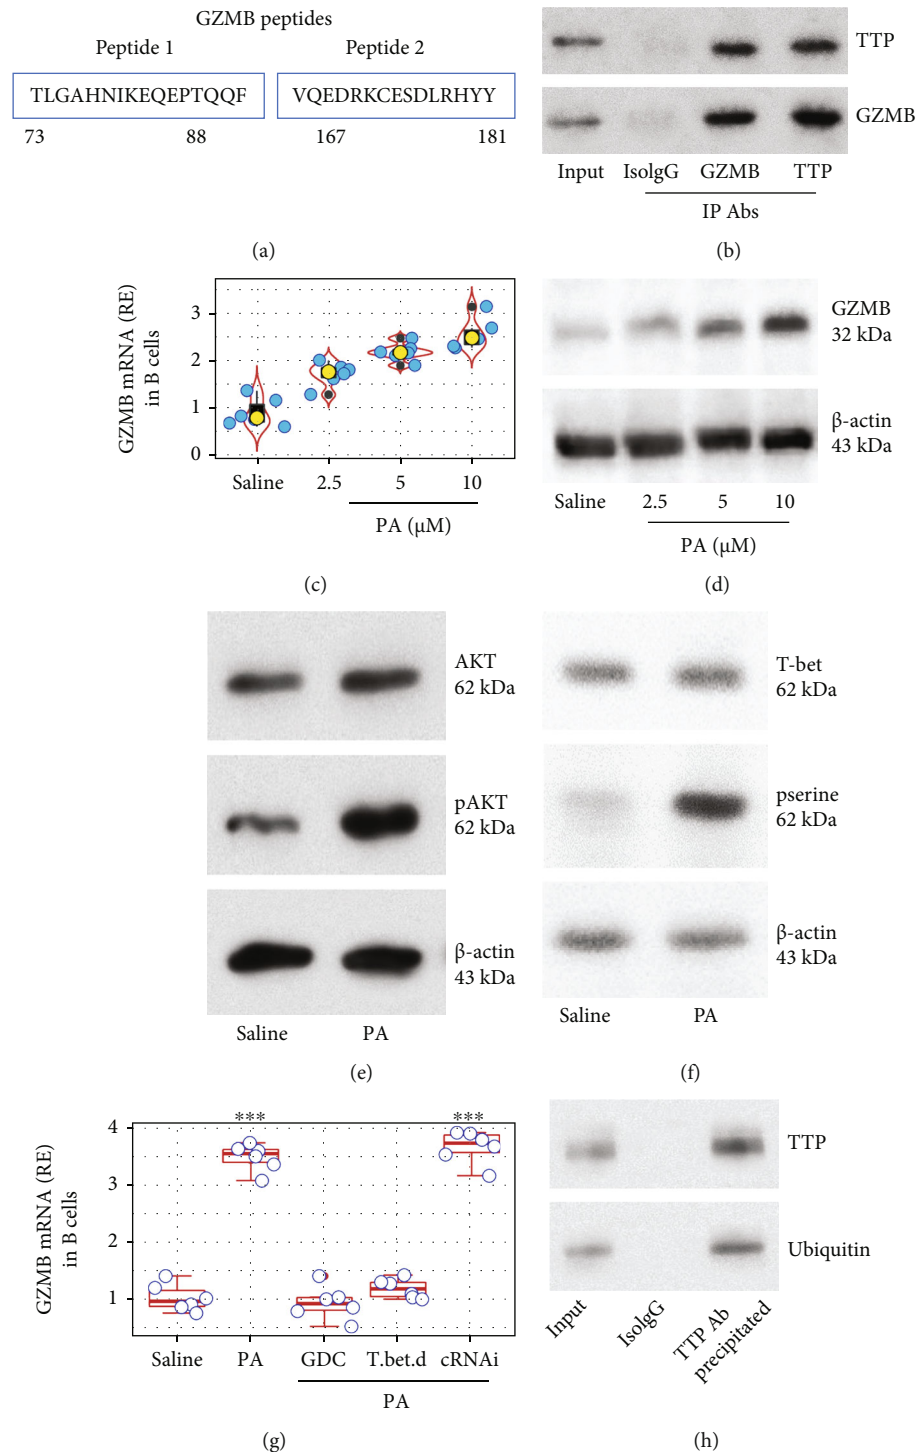 GZMB peptides
Peptide 1 Peptide 2
TLGAHNIKEQEPTQQF VQEDRKCESDLRHYY
73 88 167 181
(a)
TTP
GZMB
Input IsoIgG GZMB TTP
IP Abs
(b)
GZMB mRNA (RE)
in B cells
3
2
1
0
Saline 2.5 5 10
PA (μM)
(c)
GZMB
32 kDa
β-actin
43 kDa
Saline 2.5 5 10
PA (μM)
(d)
AKT
62 kDa
pAKT
62 kDa
β-actin
43 kDa
Saline PA
(e)
T-bet
62 kDa
pserine
62 kDa
β-actin
43 kDa
Saline PA
(f)
GZMB mRNA (RE)
in B cells
4
3
2
1
*** ***
Saline PA GDC T.bet.d cRNAi
PA
(g)
TTP
Ubiquitin
Input
IsoIgG
TTP Ab
precipitated
(h)